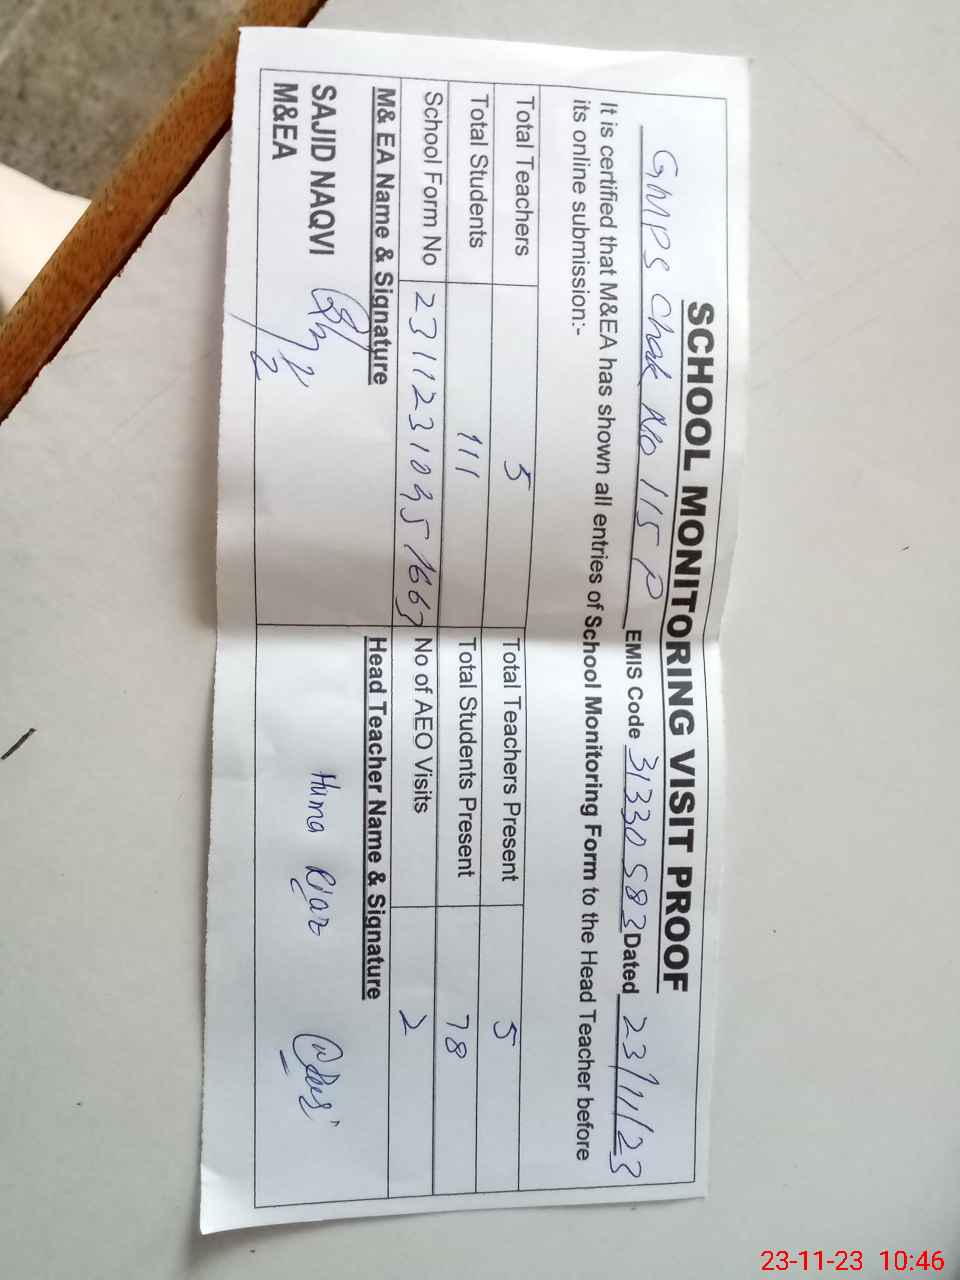 SCHOOL MONITORING VISIT PROOF
GMPS Chak No 115 P EMIS Code 31330583 Dated 23/11/23
It is certified that M&EA has shown all entries of School Monitoring Form to the Head Teacher before
its online submission:-
Total Teachers 5 Total Teachers Present 5
Total Students 111 Total Students Present 78
School Form No No of AEO Visits 2
M& EA Name & Signature Head Teacher Name & Signature
SAJID NAQVI Huma Riaz
M&EA
23-11-23 10:46